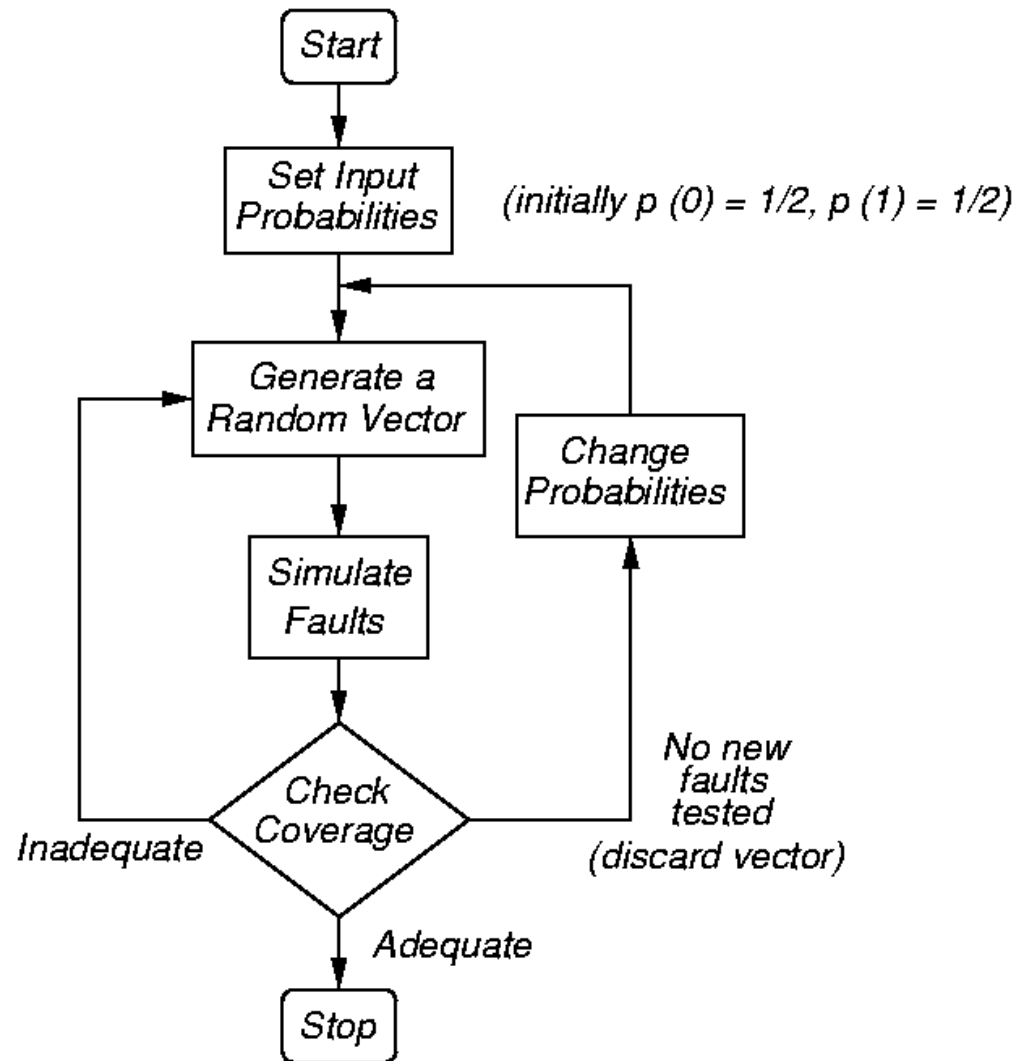 Start
Set Input
Probabilities
(initially p (0) = 1/2, p (1) = 1/2)
Generate a
Random Vector
Change
Probabilities
Simulate
Faults
Check
Coverage
No new
faults
tested
(discard vector)
Inadequate
Adequate
Stop